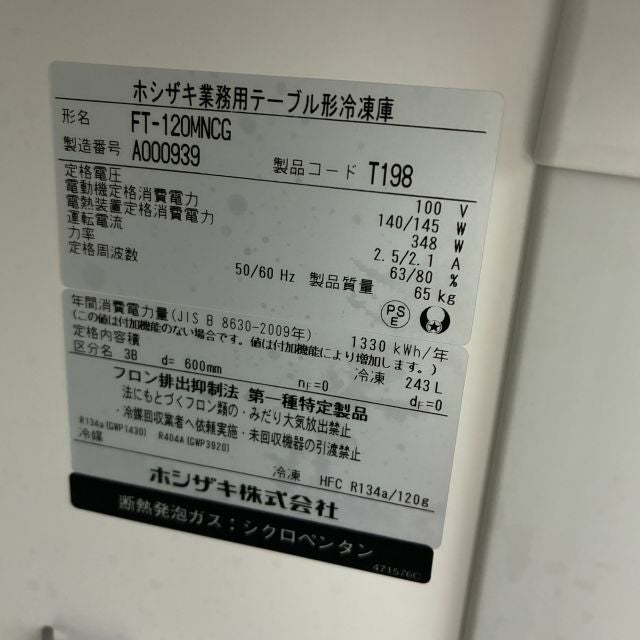 ホシザキ業務用テーブル形冷凍庫
形名 FT-120MNCG
製造番号 A000939 製品コード T198
定格電圧 100 V
電動機定格消費電力 140/145 W
電熱装置定格消費電力 348 W
運転電流 2.5/2.1 A
力率 63/80 %
定格周波数 50/60 Hz 製品質量 65 kg
PS
E
年間消費電力量(JIS B 8630-2009年) 1330 kWh/年
(この値は付加機能のない場合です。値は付加機能により増加します。)
定格内容積 冷凍 243 L
区分名 3B d= 600mm nF=0 dF=0
フロン排出抑制法 第一種特定製品
法にもとづくフロン類の・みだり大気放出禁止
・冷媒回収業者へ依頼実施・未回収機器の引渡禁止
R134a(GWP1430) R404A(GWP3920)
冷媒 冷凍 HFC R134a/120g
ホシザキ株式会社
断熱発泡ガス：シクロペンタン
471576C